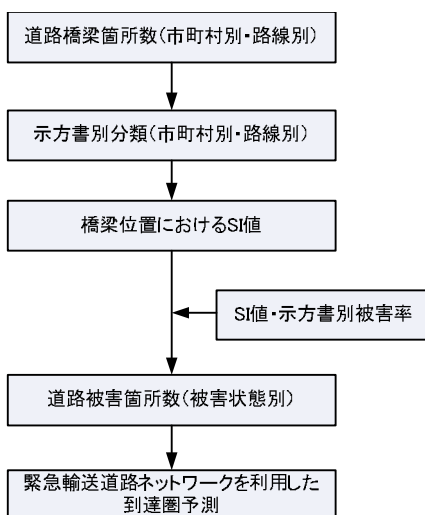 道路橋梁箇所数(市町村別・路線別)
示方書別分類(市町村別・路線別)
橋梁位置におけるSI値
SI値・示方書別被害率
道路被害箇所数(被害状態別)
緊急輸送道路ネットワークを利用した
到達圏予測